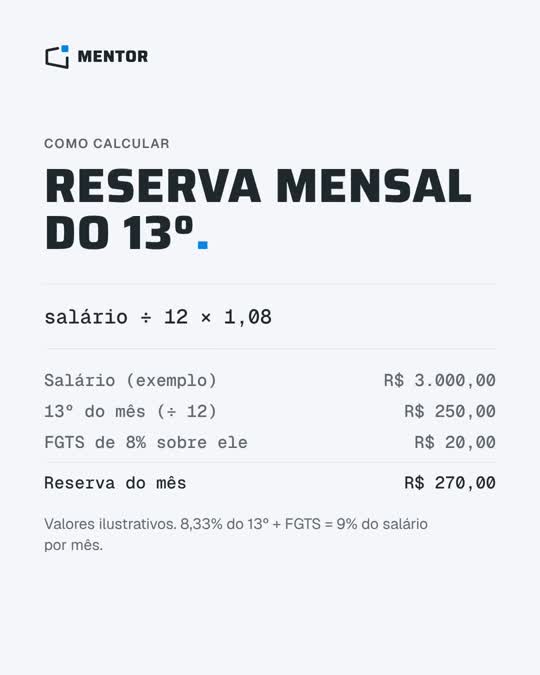 MENTOR
COMO CALCULAR
RESERVA MENSAL
DO 13º.
salário ÷ 12 × 1,08
Salário (exemplo) R$ 3.000,00
13º do mês (÷ 12) R$ 250,00
FGTS de 8% sobre ele R$ 20,00
Reserva do mês R$ 270,00
Valores ilustrativos. 8,33% do 13º + FGTS = 9% do salário
por mês.